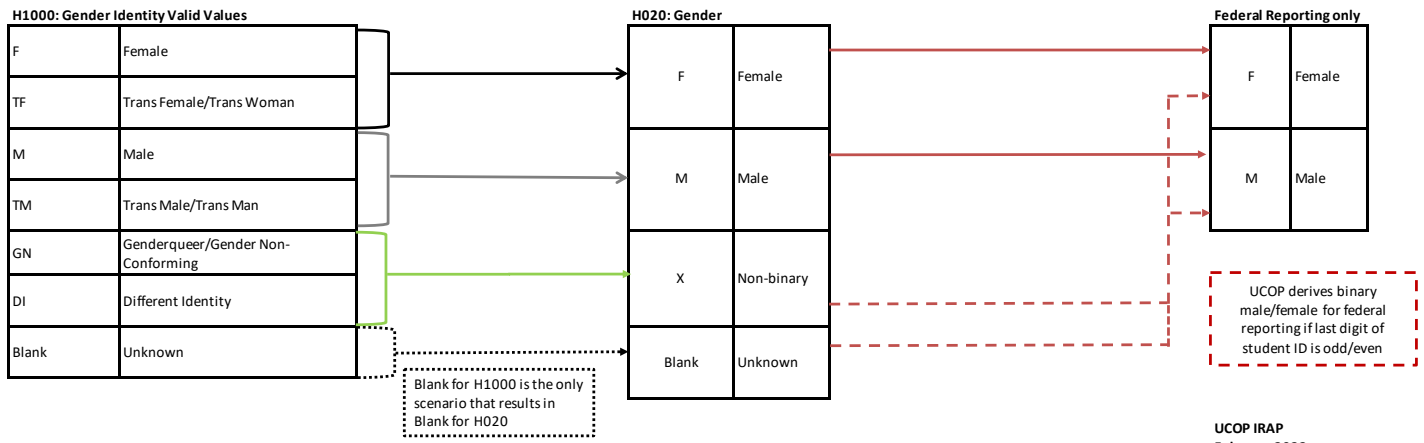 H1000: Gender Identity Valid Values
F Female
TF Trans Female/Trans Woman
M Male
TM Trans Male/Trans Man
GN Genderqueer/Gender Non-
Conforming
DI Different Identity
Blank Unknown
Blank for H1000 is the only
scenario that results in
Blank for H020
H020: Gender
F Female
M Male
X Non-binary
Blank Unknown
Federal Reporting only
F Female
M Male
UCOP derives binary
male/female for federal
reporting if last digit of
student ID is odd/even
UCOP IRAP